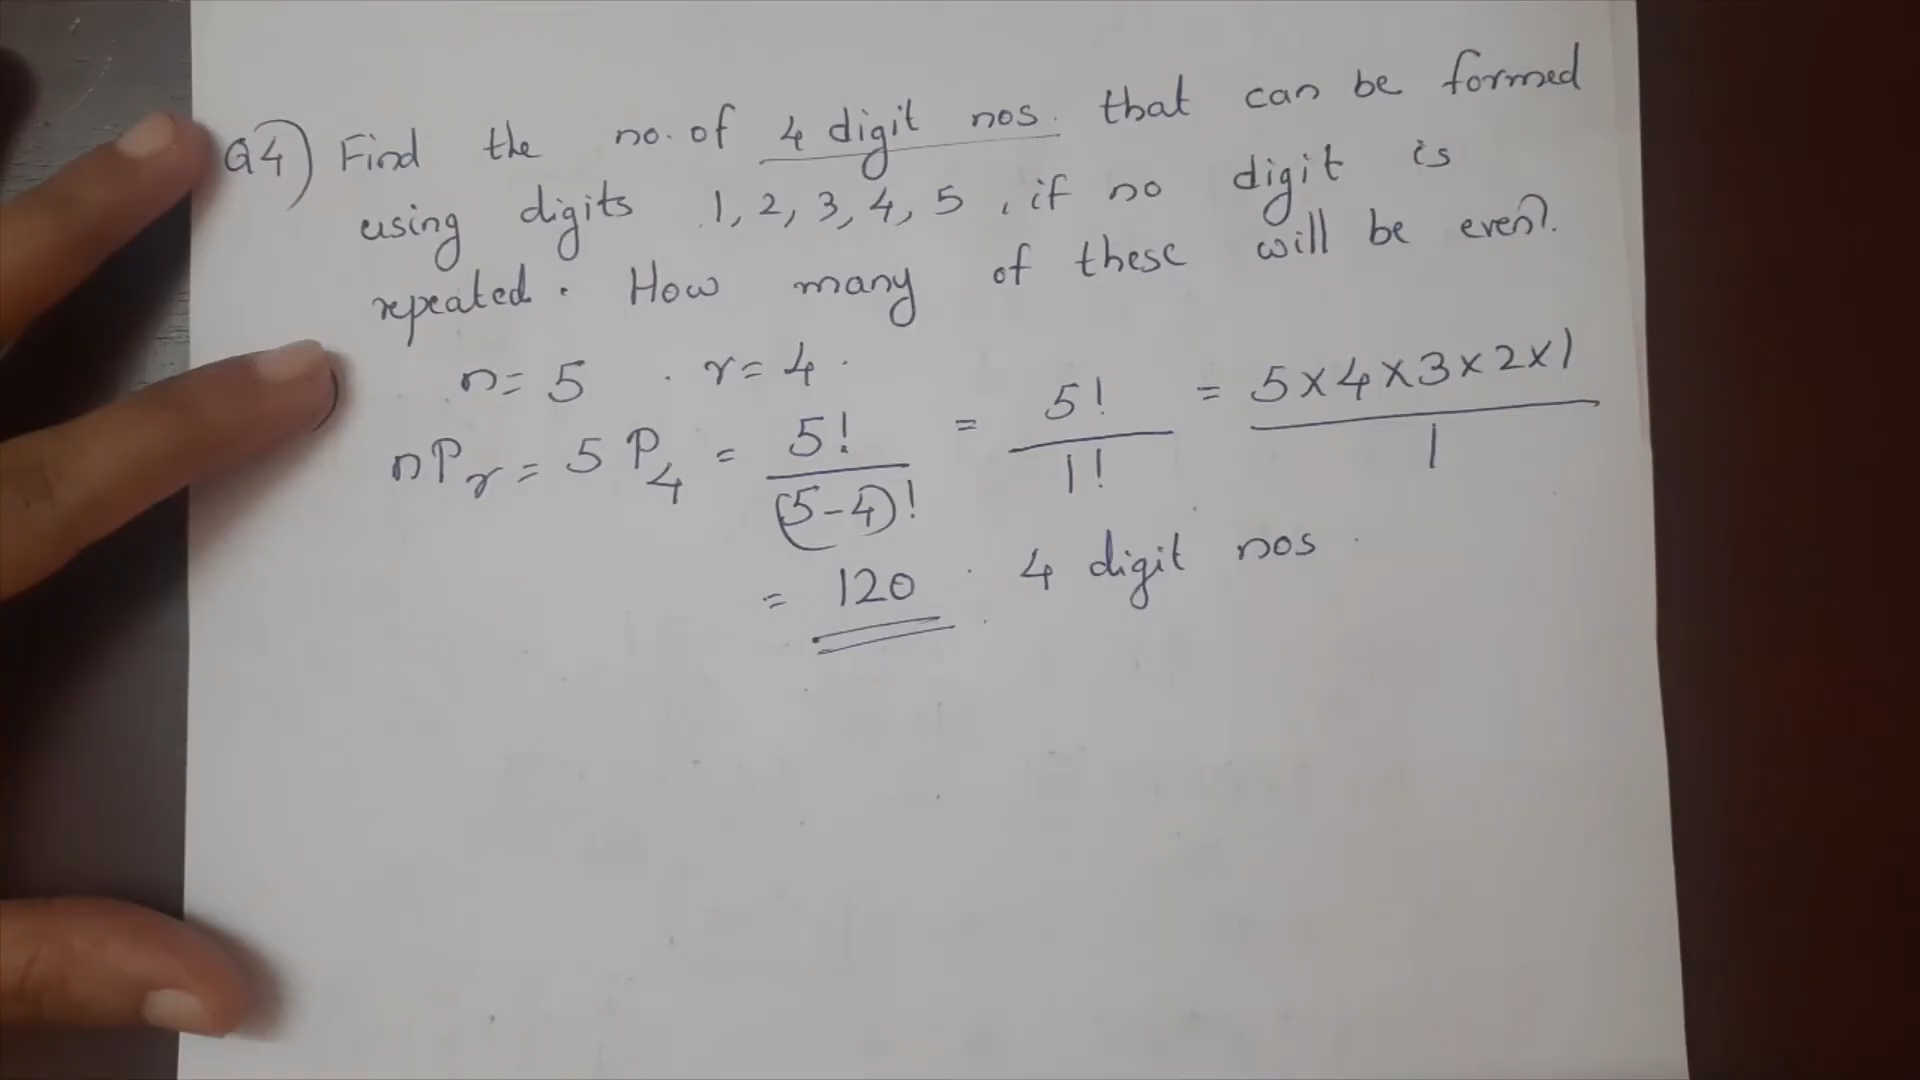 Q4) Find the no. of 4 digit nos. that can be formed
using digits 1, 2, 3, 4, 5, if no digit is
repeated. How many of these will be even?
n = 5 . r = 4 .
nPr = 5P4 = 5!/(5-4)! = 5!/1! = 5×4×3×2×1/1
= 120 . 4 digit nos .